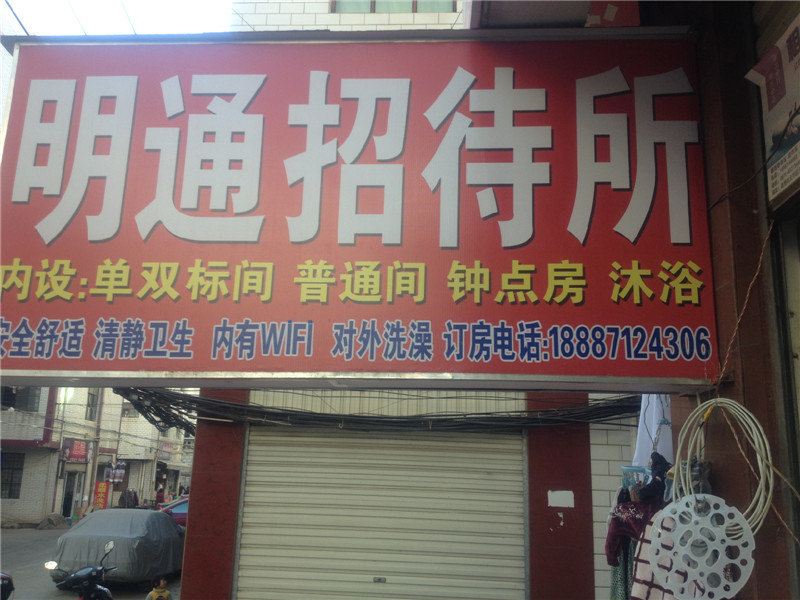 明通招待所
内设:单双标间 普通间 钟点房 沐浴
安全舒适 清静卫生 内有WIFI 对外洗澡 订房电话:18887124306